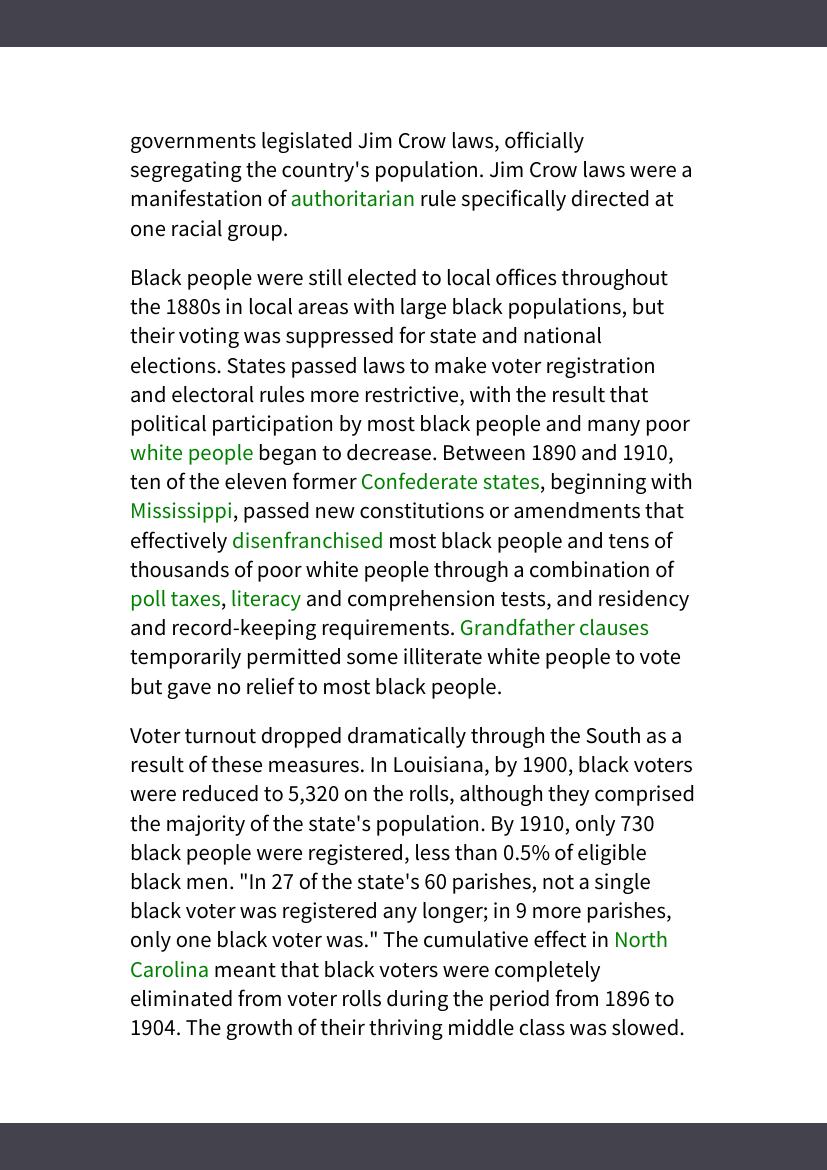 governments legislated Jim Crow laws, officially
segregating the country's population. Jim Crow laws were a
manifestation of authoritarian rule specifically directed at
one racial group.
Black people were still elected to local offices throughout
the 1880s in local areas with large black populations, but
their voting was suppressed for state and national
elections. States passed laws to make voter registration
and electoral rules more restrictive, with the result that
political participation by most black people and many poor
white people began to decrease. Between 1890 and 1910,
ten of the eleven former Confederate states, beginning with
Mississippi, passed new constitutions or amendments that
effectively disenfranchised most black people and tens of
thousands of poor white people through a combination of
poll taxes, literacy and comprehension tests, and residency
and record-keeping requirements. Grandfather clauses
temporarily permitted some illiterate white people to vote
but gave no relief to most black people.
Voter turnout dropped dramatically through the South as a
result of these measures. In Louisiana, by 1900, black voters
were reduced to 5,320 on the rolls, although they comprised
the majority of the state's population. By 1910, only 730
black people were registered, less than 0.5% of eligible
black men. "In 27 of the state's 60 parishes, not a single
black voter was registered any longer; in 9 more parishes,
only one black voter was." The cumulative effect in North
Carolina meant that black voters were completely
eliminated from voter rolls during the period from 1896 to
1904. The growth of their thriving middle class was slowed.